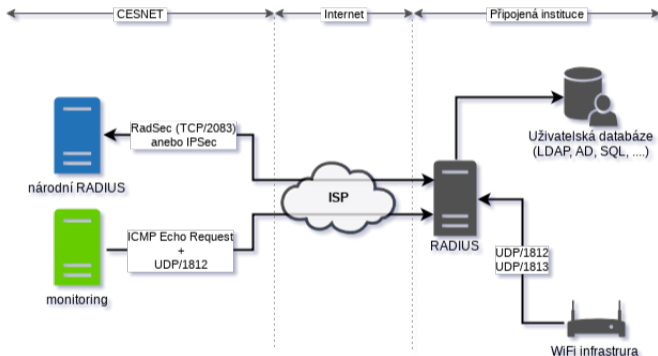 CESNET
Internet
Připojená instituce
RadSec (TCP/2083)
anebo IPSec
národní RADIUS
ISP
Uživatelská databáze
(LDAP, AD, SQL, ....)
RADIUS
ICMP Echo Request
+
UDP/1812
monitoring
UDP/1812
UDP/1813
WiFi infrastrura